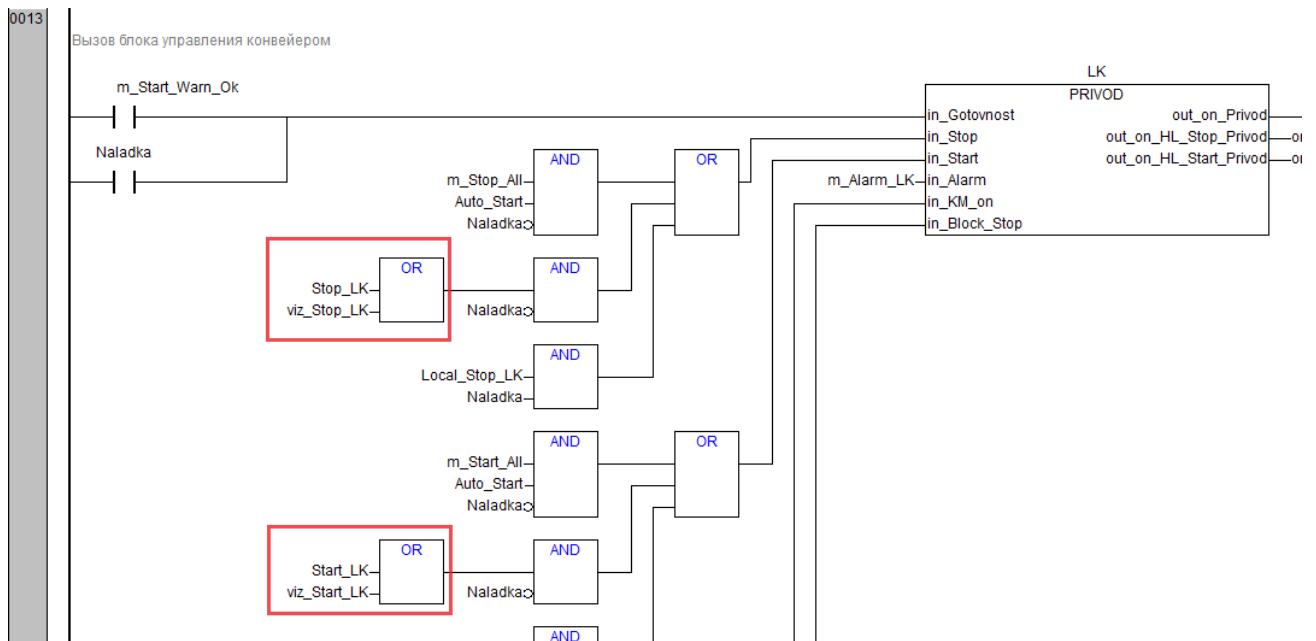 0013
Вызов блока управления конвейером
m_Start_Warn_Ok
Naladka
LK
PRIVOD
in_Gotovnost out_on_Privod
in_Stop out_on_HL_Stop_Privod
in_Start out_on_HL_Start_Privod
m_Alarm_LK in_Alarm
in_KM_on
in_Block_Stop
AND OR
m_Stop_All
Auto_Start
Naladka
OR AND
Stop_LK
viz_Stop_LK Naladka
AND
Local_Stop_LK
Naladka
AND OR
m_Start_All
Auto_Start
Naladka
OR AND
Start_LK
viz_Start_LK Naladka
AND